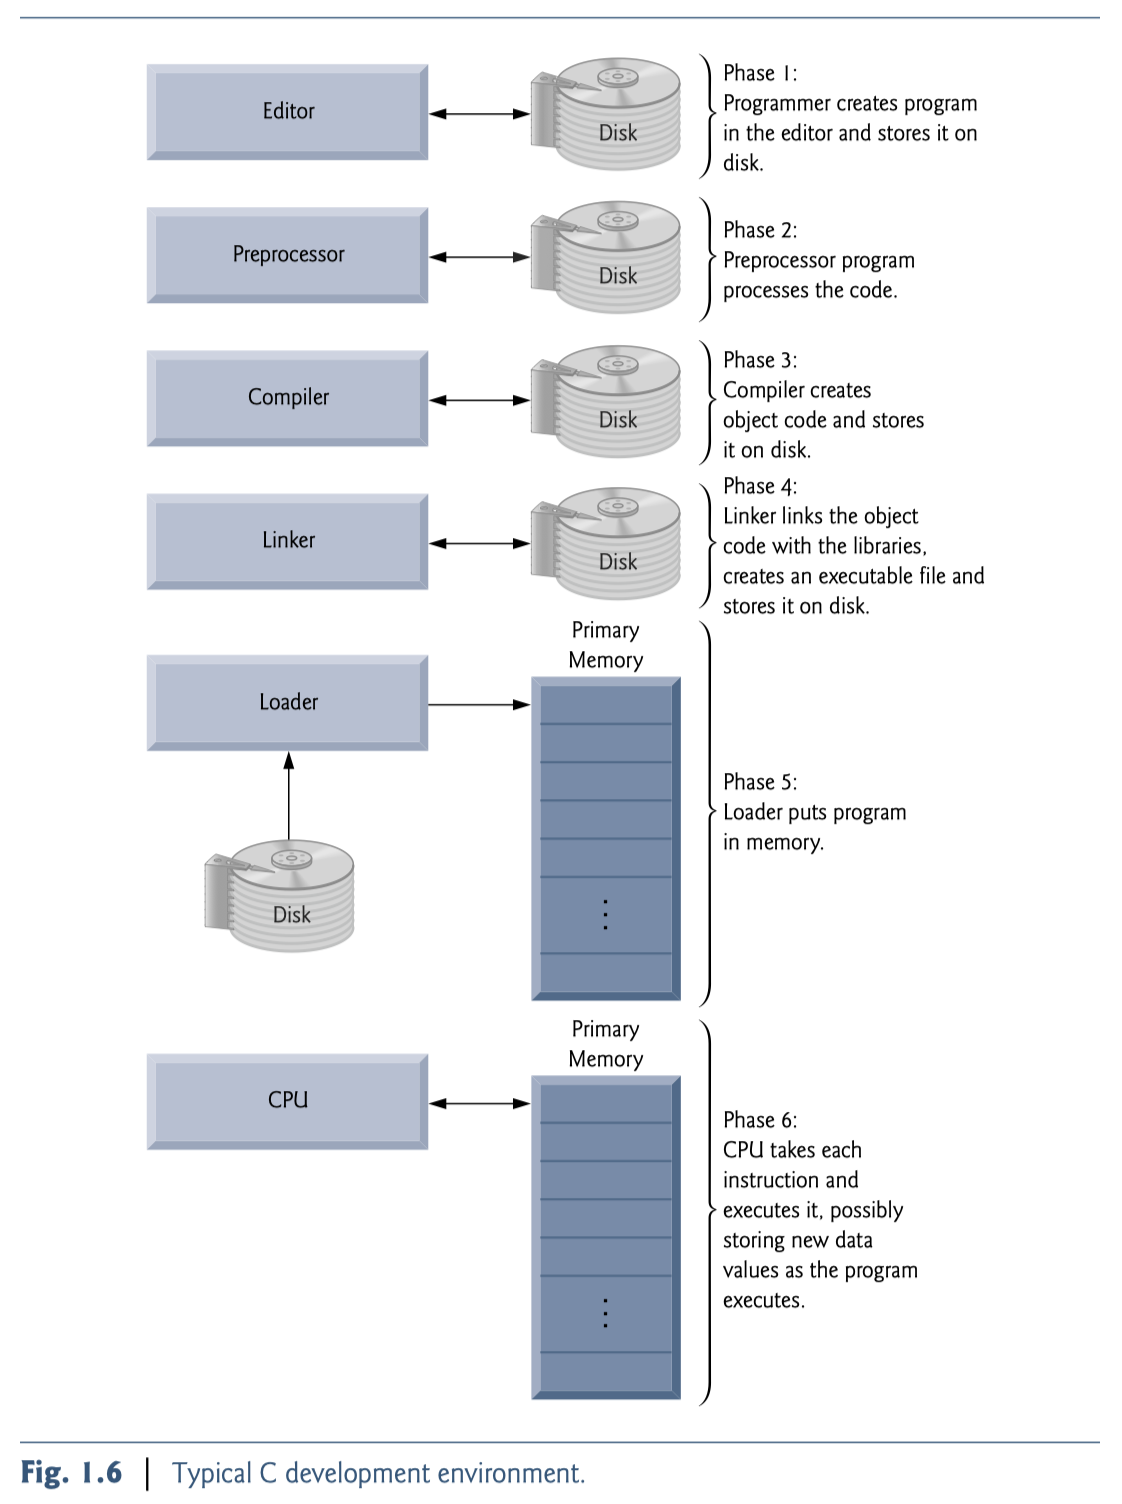 Editor
Disk
Phase 1:
Programmer creates program
in the editor and stores it on
disk.
Preprocessor
Disk
Phase 2:
Preprocessor program
processes the code.
Compiler
Disk
Phase 3:
Compiler creates
object code and stores
it on disk.
Linker
Disk
Phase 4:
Linker links the object
code with the libraries,
creates an executable file and
stores it on disk.
Primary
Memory
Loader
Disk
Phase 5:
Loader puts program
in memory.
Primary
Memory
CPU
Phase 6:
CPU takes each
instruction and
executes it, possibly
storing new data
values as the program
executes.
Fig. 1.6 | Typical C development environment.